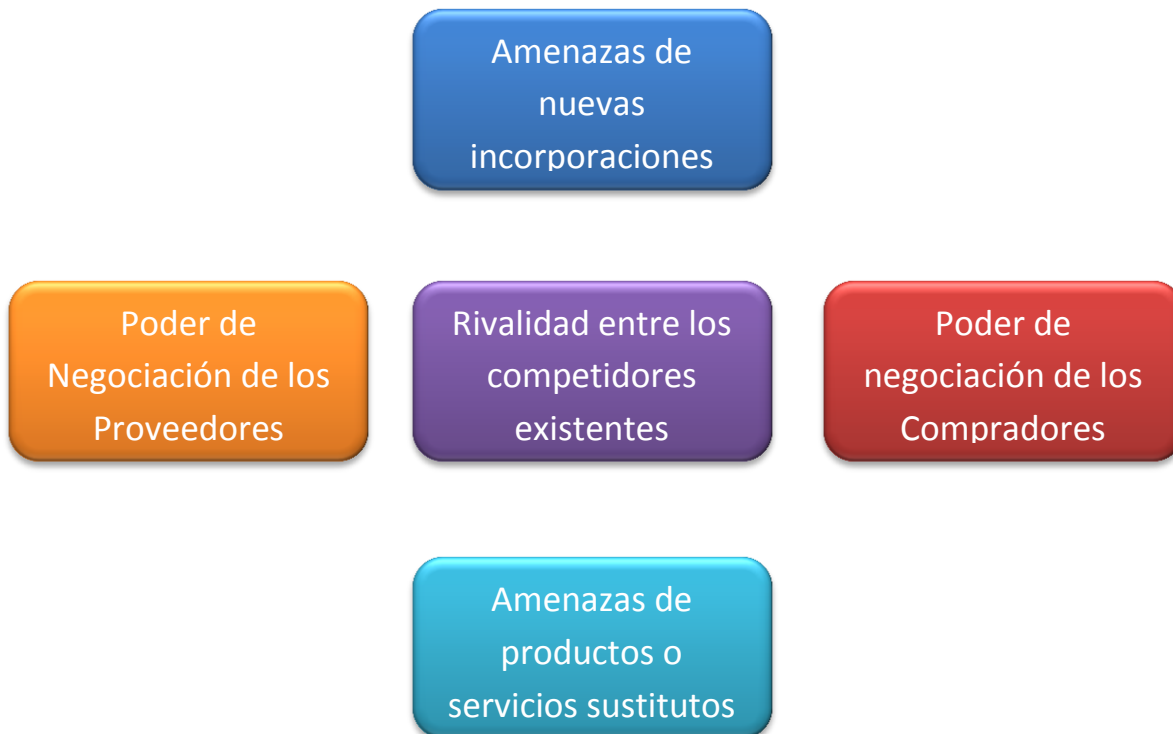 Amenazas de
nuevas
incorporaciones
Poder de
Negociación de los
Proveedores
Rivalidad entre los
competidores
existentes
Poder de
negociación de los
Compradores
Amenazas de
productos o
servicios sustitutos